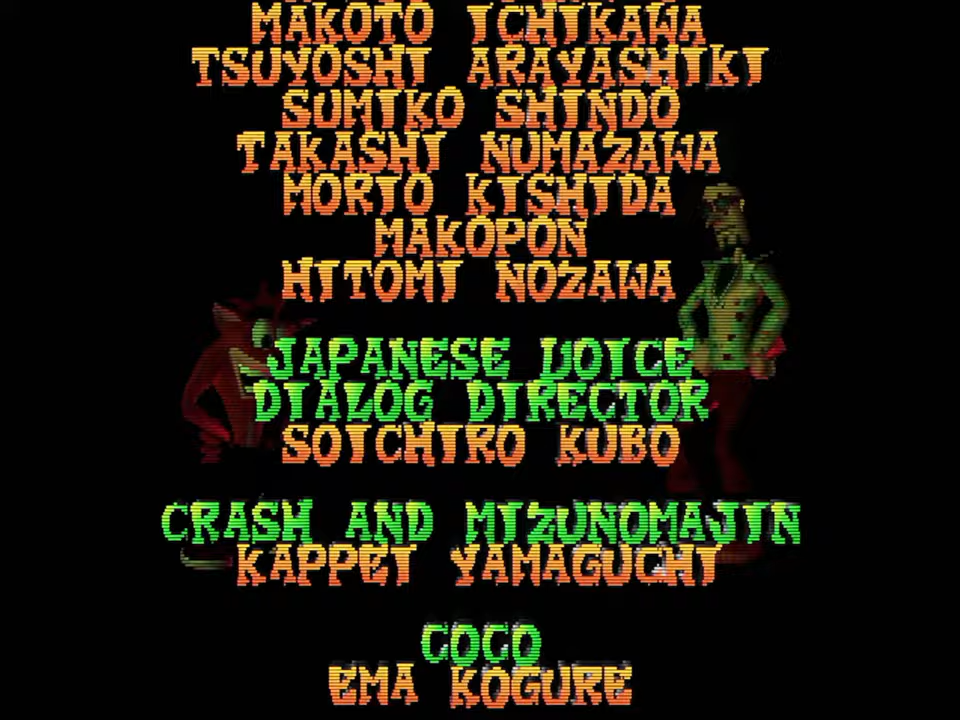 MAKOTO ICHIKAWA
TSUYOSHI ARAYASHIKI
SUMIKO SHINDO
TAKASHI NUMAZAWA
MORIO KISHIDA
MAKOPON
HITOMI NOZAWA
JAPANESE VOICE
DIALOG DIRECTOR
SOICHIRO KUBO
CRASH AND MIZUNOMAJIN
KAPPEI YAMAGUCHI
COCO
EMA KOGURE